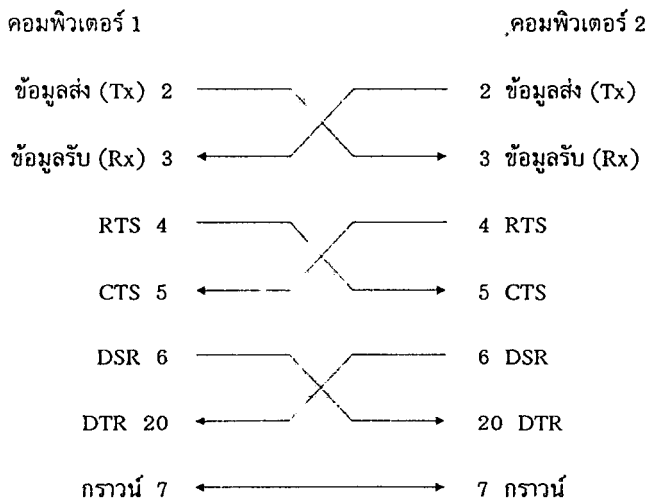 คอมพิวเตอร์ 1 คอมพิวเตอร์ 2
ข้อมูลส่ง (Tx) 2 2 ข้อมูลส่ง (Tx)
ข้อมูลรับ (Rx) 3 3 ข้อมูลรับ (Rx)
RTS 4 4 RTS
CTS 5 5 CTS
DSR 6 6 DSR
DTR 20 20 DTR
กราวน์ 7 7 กราวน์